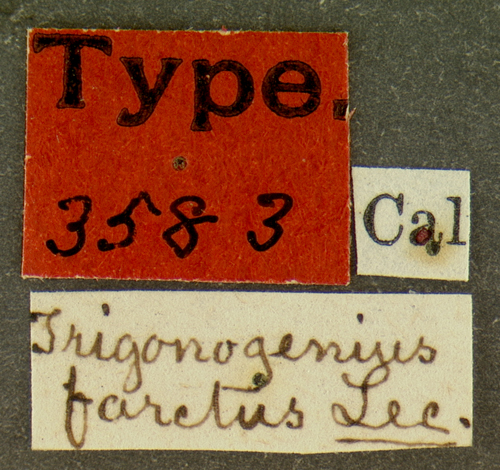 Type.
3583
Cal
Trigonogenius
farctus Lec.